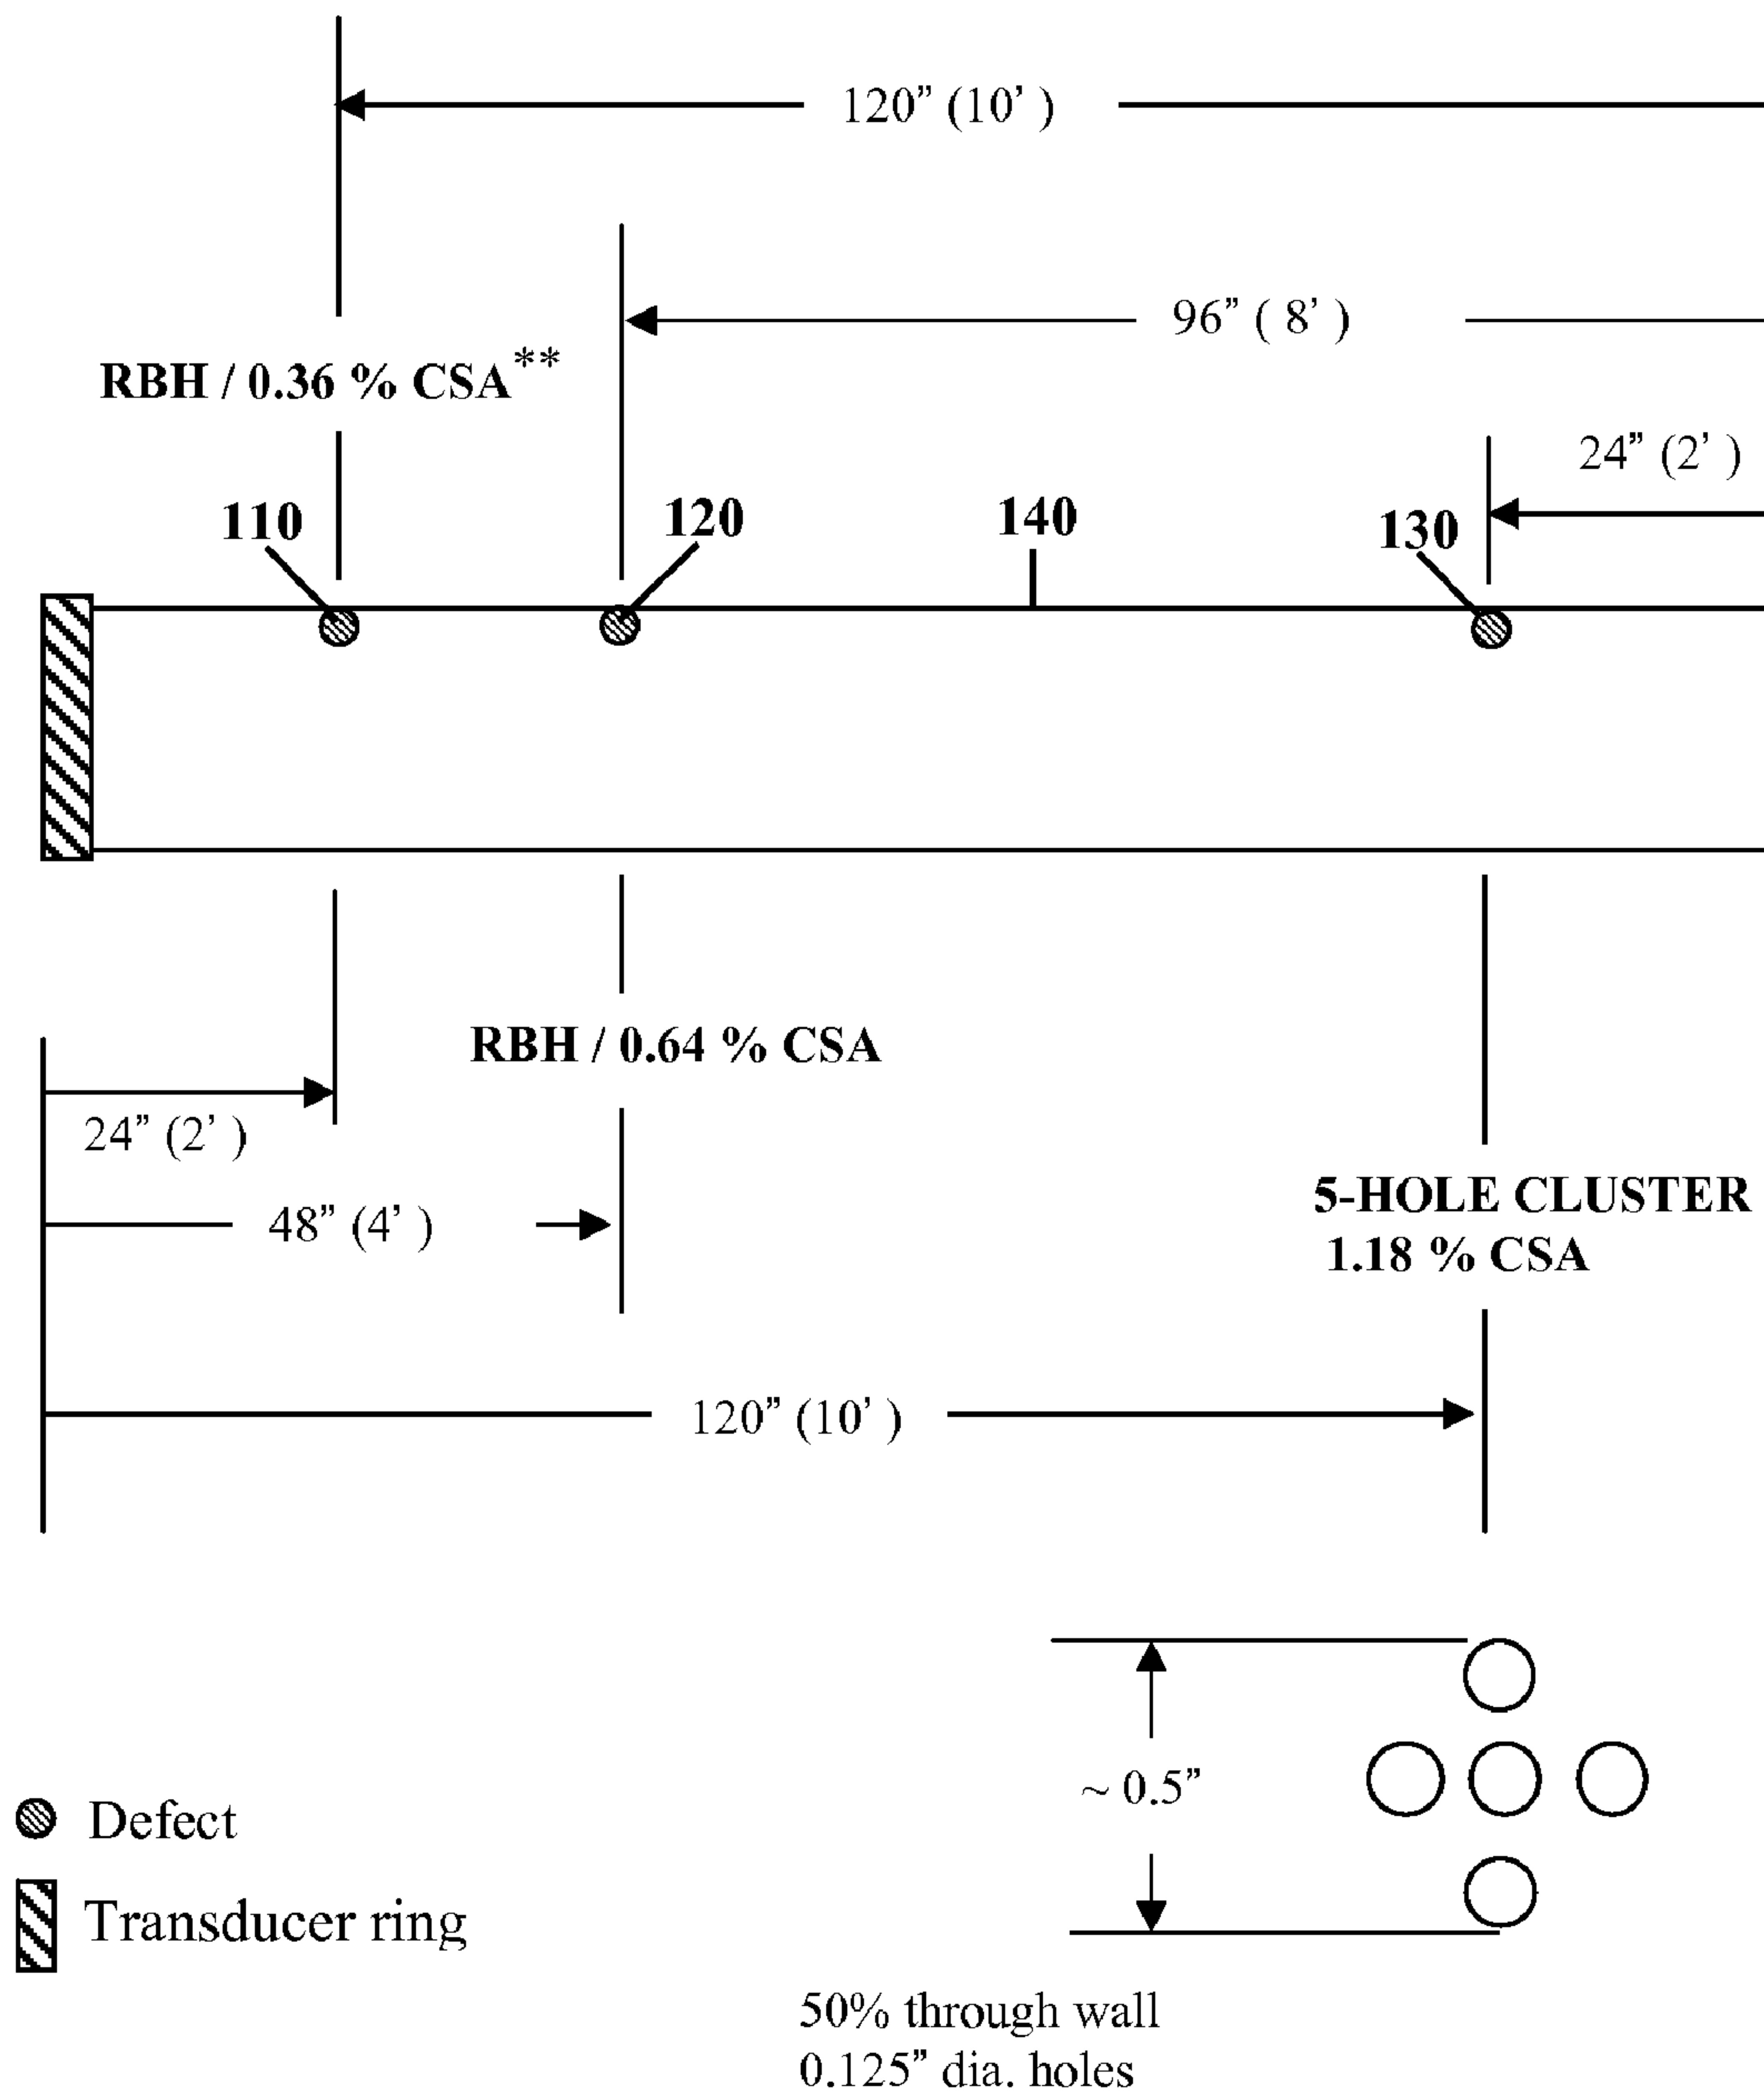 120” (10’ )
96” ( 8’ )
RBH / 0.36 % CSA**
24” (2’ )
110
120
140
130
RBH / 0.64 % CSA
24” (2’ )
5-HOLE CLUSTER
1.18 % CSA
48” (4’ )
120” (10’ )
~ 0.5”
Defect
Transducer ring
50% through wall
0.125” dia. holes